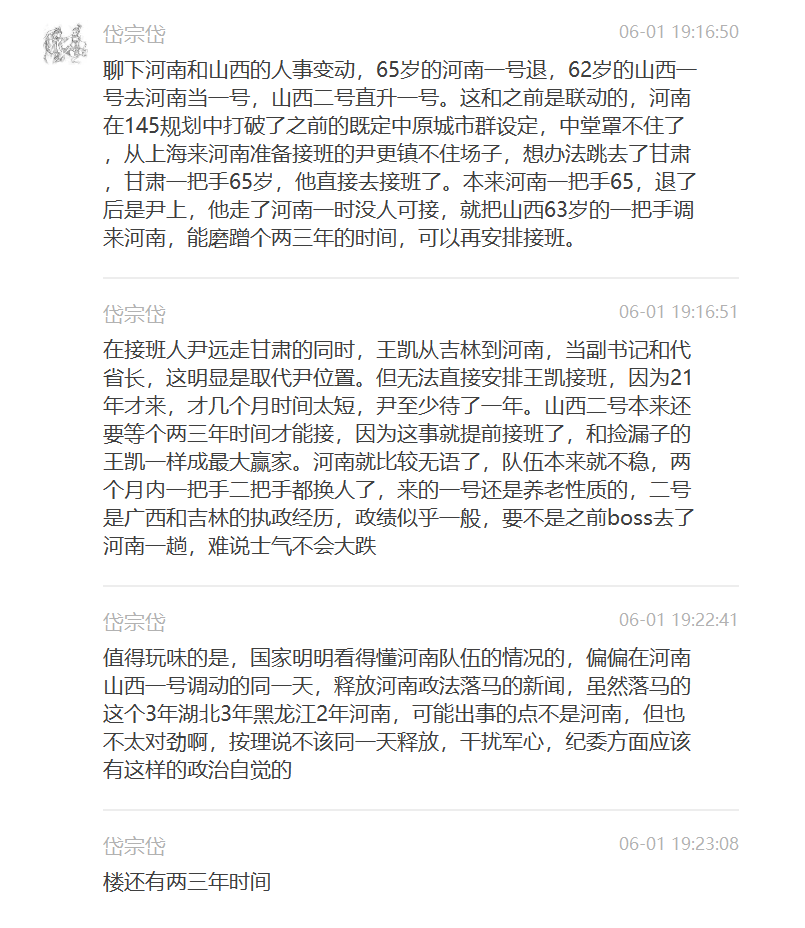 岱宗岱 06-01 19:16:50
聊下河南和山西的人事变动，65岁的河南一号退，62岁的山西一
号去河南当一号，山西二号直升一号。这和之前是联动的，河南
在145规划中打破了之前的既定中原城市群设定，中堂罩不住了
，从上海来河南准备接班的尹更镇不住场子，想办法跳去了甘肃
，甘肃一把手65岁，他直接去接班了。本来河南一把手65，退了
后是尹上，他走了河南一时没人可接，就把山西63岁的一把手调
来河南，能磨蹭个两三年的时间，可以再安排接班。
岱宗岱 06-01 19:16:51
在接班人尹远走甘肃的同时，王凯从吉林到河南，当副书记和代
省长，这明显是取代尹位置。但无法直接安排王凯接班，因为21
年才来，才几个月时间太短，尹至少待了一年。山西二号本来还
要等个两三年时间才能接，因为这事就提前接班了，和捡漏子的
王凯一样成最大赢家。河南就比较无语了，队伍本来就不稳，两
个月内一把手二把手都换人了，来的一号还是养老性质的，二号
是广西和吉林的执政经历，政绩似乎一般，要不是之前boss去了
河南一趟，难说士气不会大跌
岱宗岱 06-01 19:22:41
值得玩味的是，国家明明看得懂河南队伍的情况的，偏偏在河南
山西一号调动的同一天，释放河南政法落马的新闻，虽然落马的
这个3年湖北3年黑龙江2年河南，可能出事的点不是河南，但也
不太对劲啊，按理说不该同一天释放，干扰军心，纪委方面应该
有这样的政治自觉的
岱宗岱 06-01 19:23:08
楼还有两三年时间